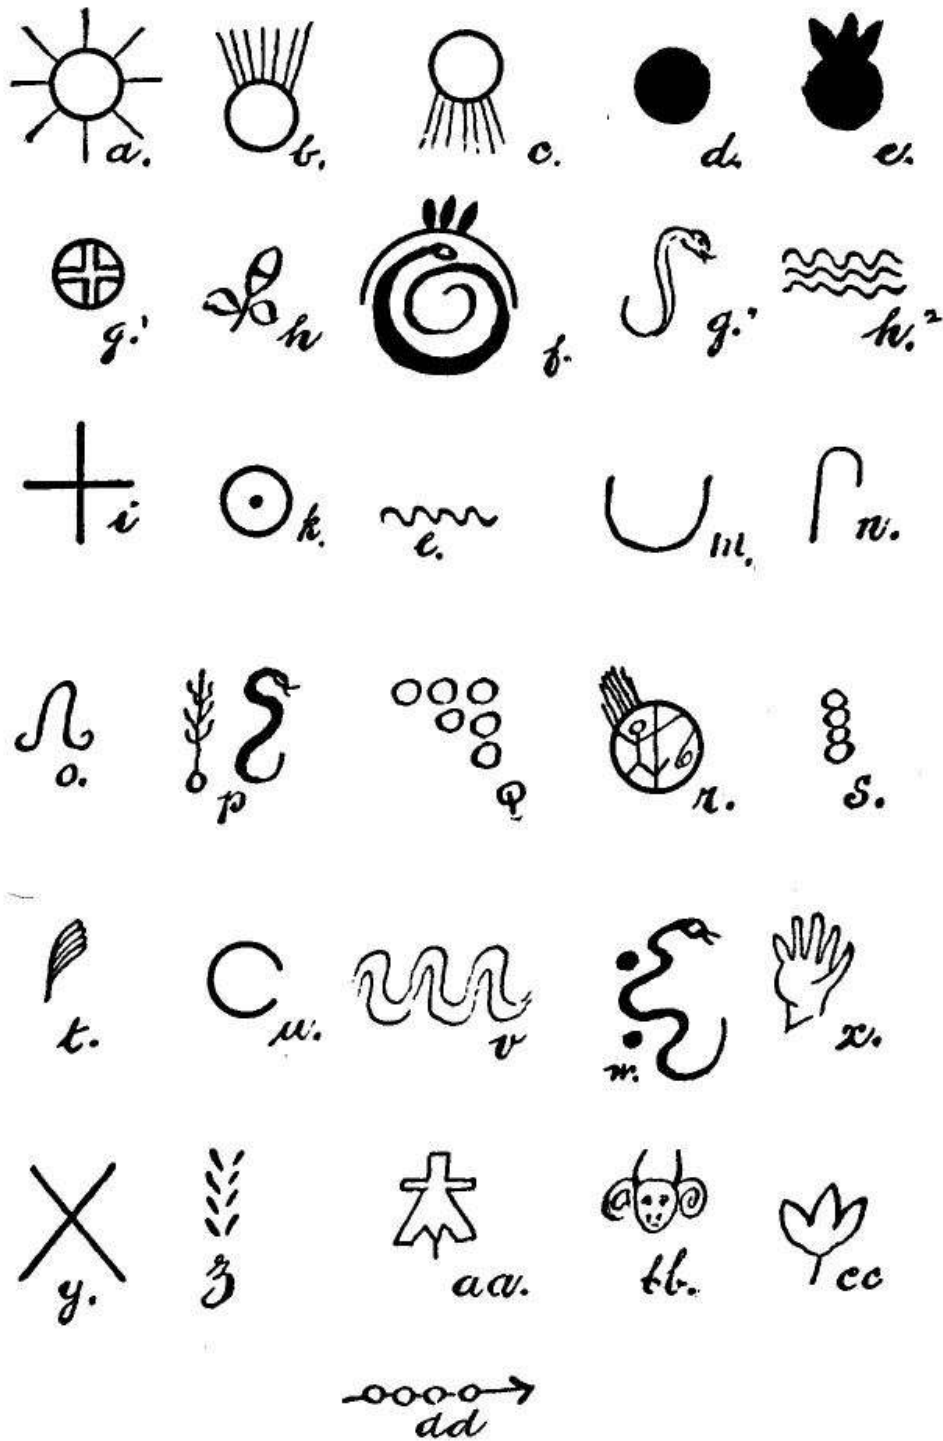 a. b. c. d. e.
g.' h f. g.' h.²
i k. l. m. n.
o. p Q r. s.
t. u. v w. x.
y. z aa. bb. cc
dd